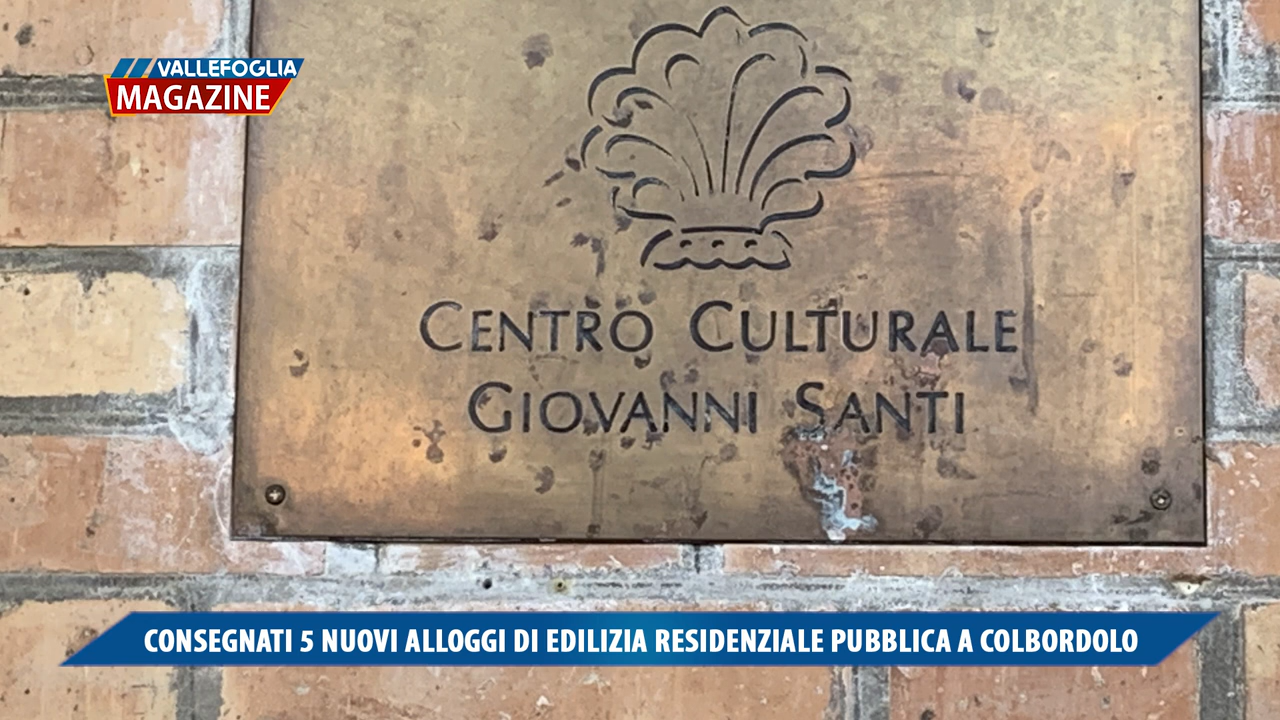 VALLEFOGLIA
MAGAZINE
CENTRO CULTURALE
GIOVANNI SANTI
CONSEGNATI 5 NUOVI ALLOGGI DI EDILIZIA RESIDENZIALE PUBBLICA A COLBORDOLO